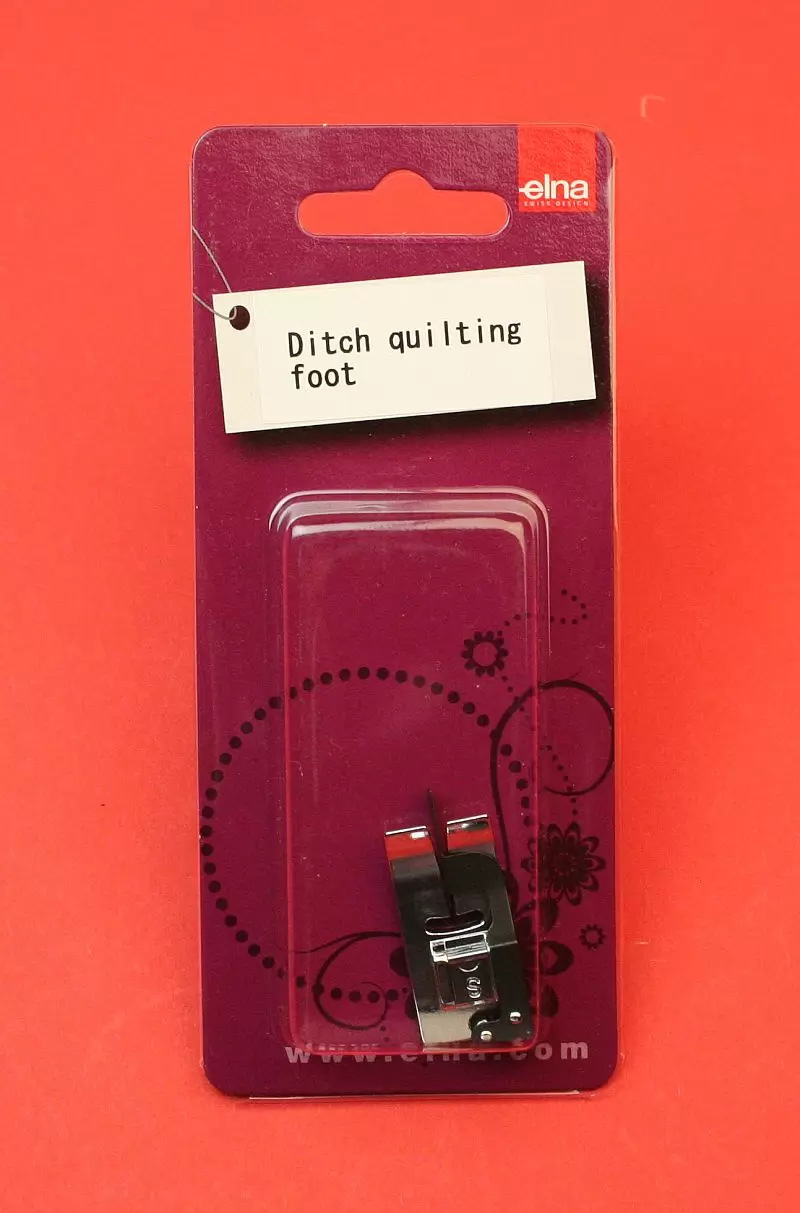 elna
SWISS DESIGN
Ditch quilting
foot
www.elna.com